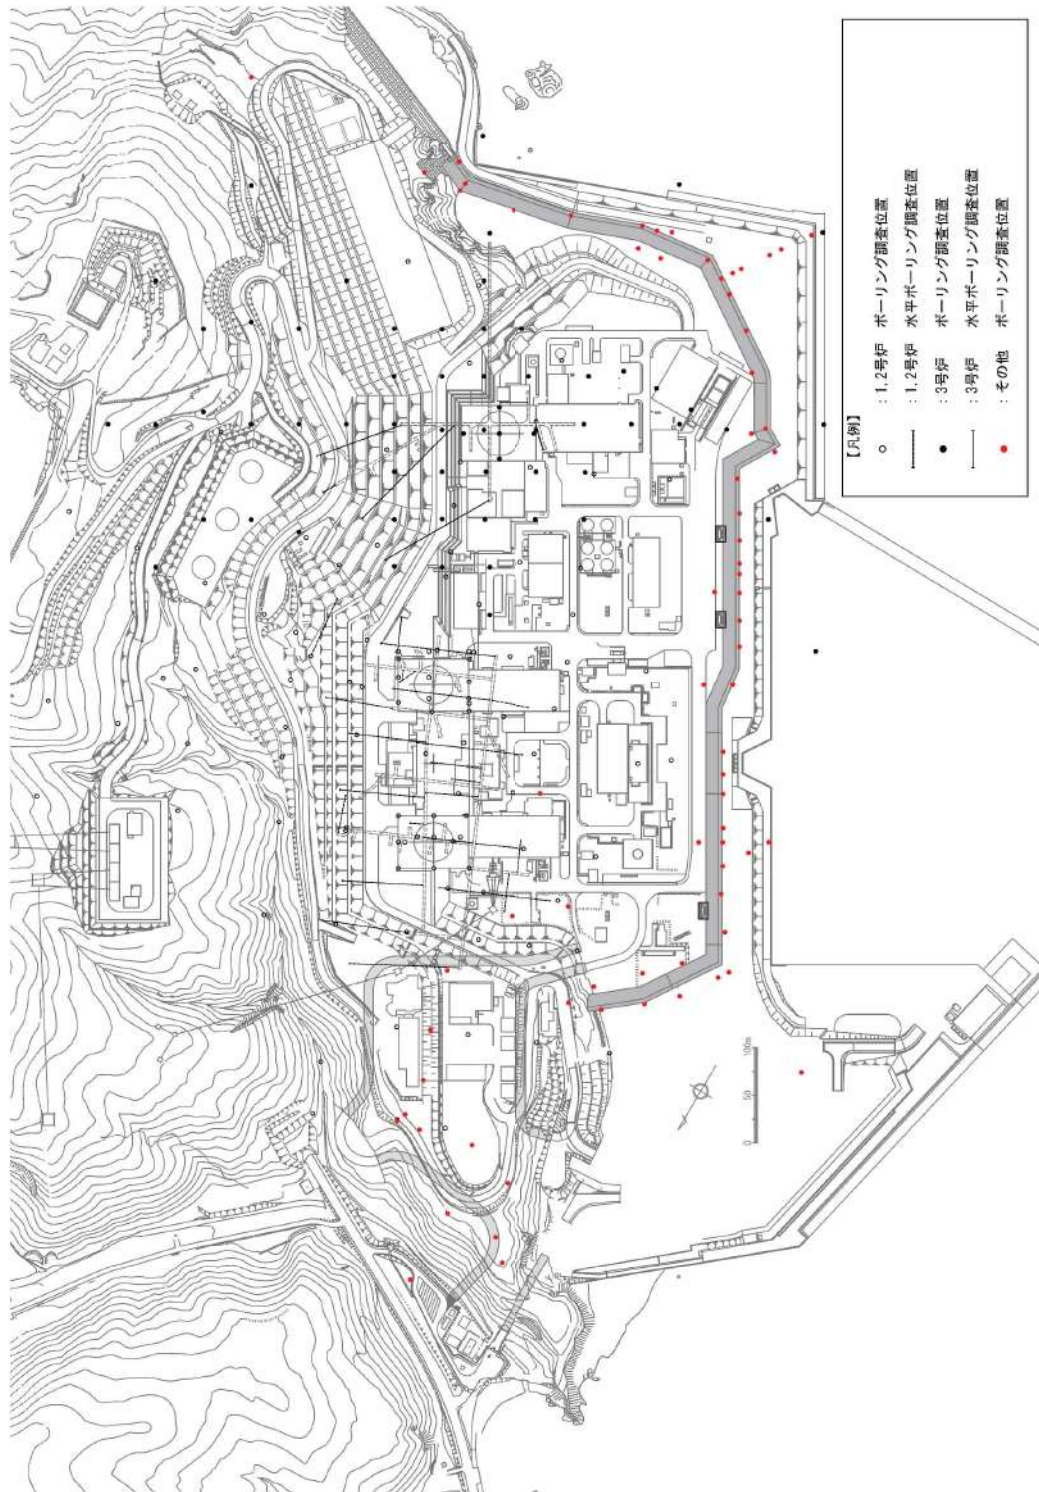 【凡例】
：1, 2号炉　ボーリング調査位置
：1, 2号炉　水平ボーリング調査位置
：3号炉　ボーリング調査位置
：3号炉　水平ボーリング調査位置
：その他　ボーリング調査位置
0 50 100m